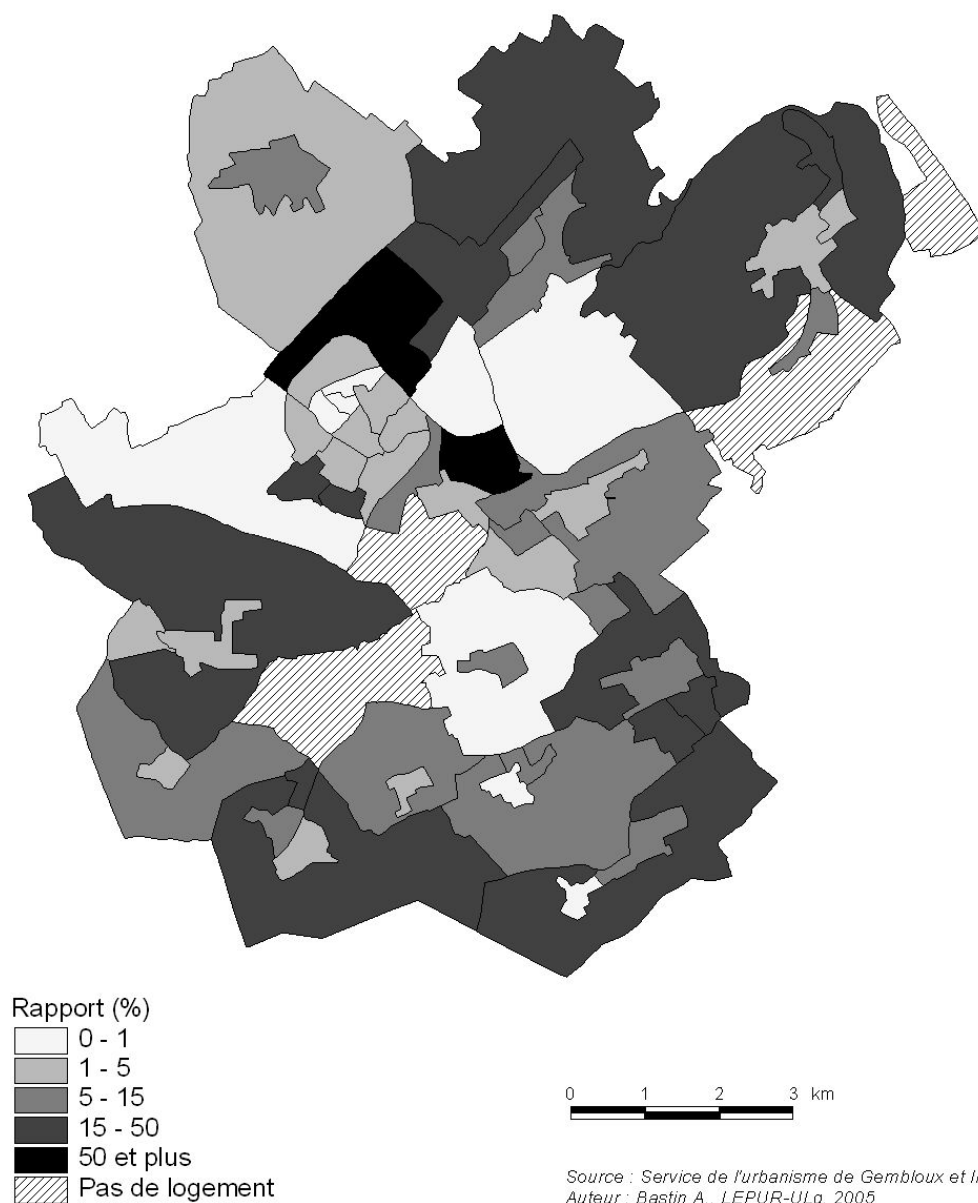 Rapport (%)
0 - 1
1 - 5
5 - 15
15 - 50
50 et plus
Pas de logement
0 1 2 3 km
Source : Service de l'urbanisme de Gembloux et
Auteur : Bastin A., LEPUR-ULg, 2005